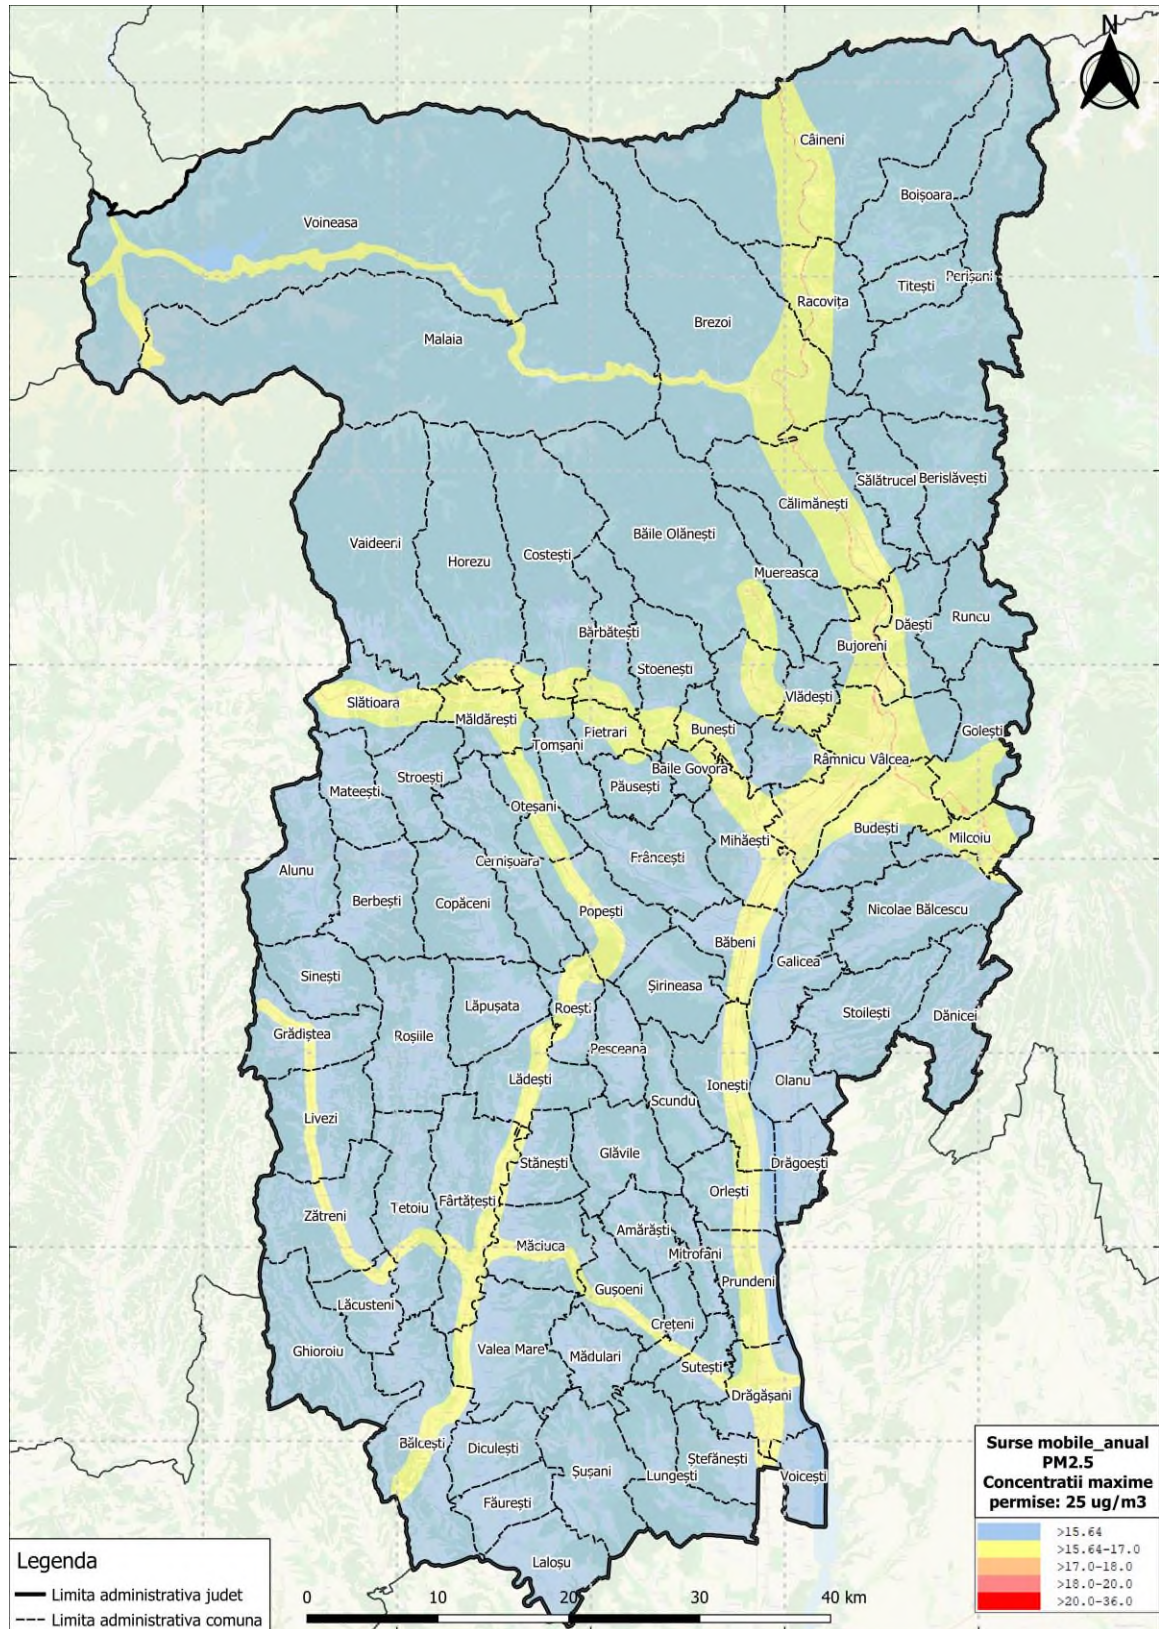 N
Câineni
Boișoara
Voineasa
Perișani
Titești
Racovița
Brezoi
Malaia
Sălătrucel
Berislăvești
Călimănești
Băile Olănești
Vaideeni
Costești
Horezu
Muereasca
Runcu
Dăești
Bărbătești
Bujoreni
Stoenești
Vlădești
Slătioara
Măldărești
Golești
Bunești
Pietrari
Tomșani
Râmnicu Vâlcea
Băile Govora
Stroești
Păusești
Mateești
Oteșani
Budești
Milcoiu
Mihăești
Frâncești
Cernișoara
Alunu
Berbești
Copăceni
Popești
Nicolae Bălcescu
Băbeni
Galicea
Sinești
Șirineasa
Lăpușata
Roești
Stoilești
Dănicei
Grădiștea
Roșiile
Pesceana
Lădești
Olanu
Ionești
Scundu
Livezi
Glăvile
Stănești
Drăgoești
Orlești
Fârtățești
Tetoiu
Zătreni
Amărăști
Măciuca
Mitrofani
Prundeni
Gușoeni
Lăcusteni
Crețeni
Ghioroiu
Valea Mare
Mădulari
Sutești
Drăgășani
Bălcești
Diculești
Ștefănești
Șușani
Lungești
Voicești
Făurești
Laloșu
Surse mobile_anual
PM2.5
Concentratii maxime
permise: 25 ug/m3
>15.64
>15.64-17.0
>17.0-18.0
>18.0-20.0
>20.0-36.0
Legenda
Limita administrativa judet
Limita administrativa comuna
0 10 20 30 40 km